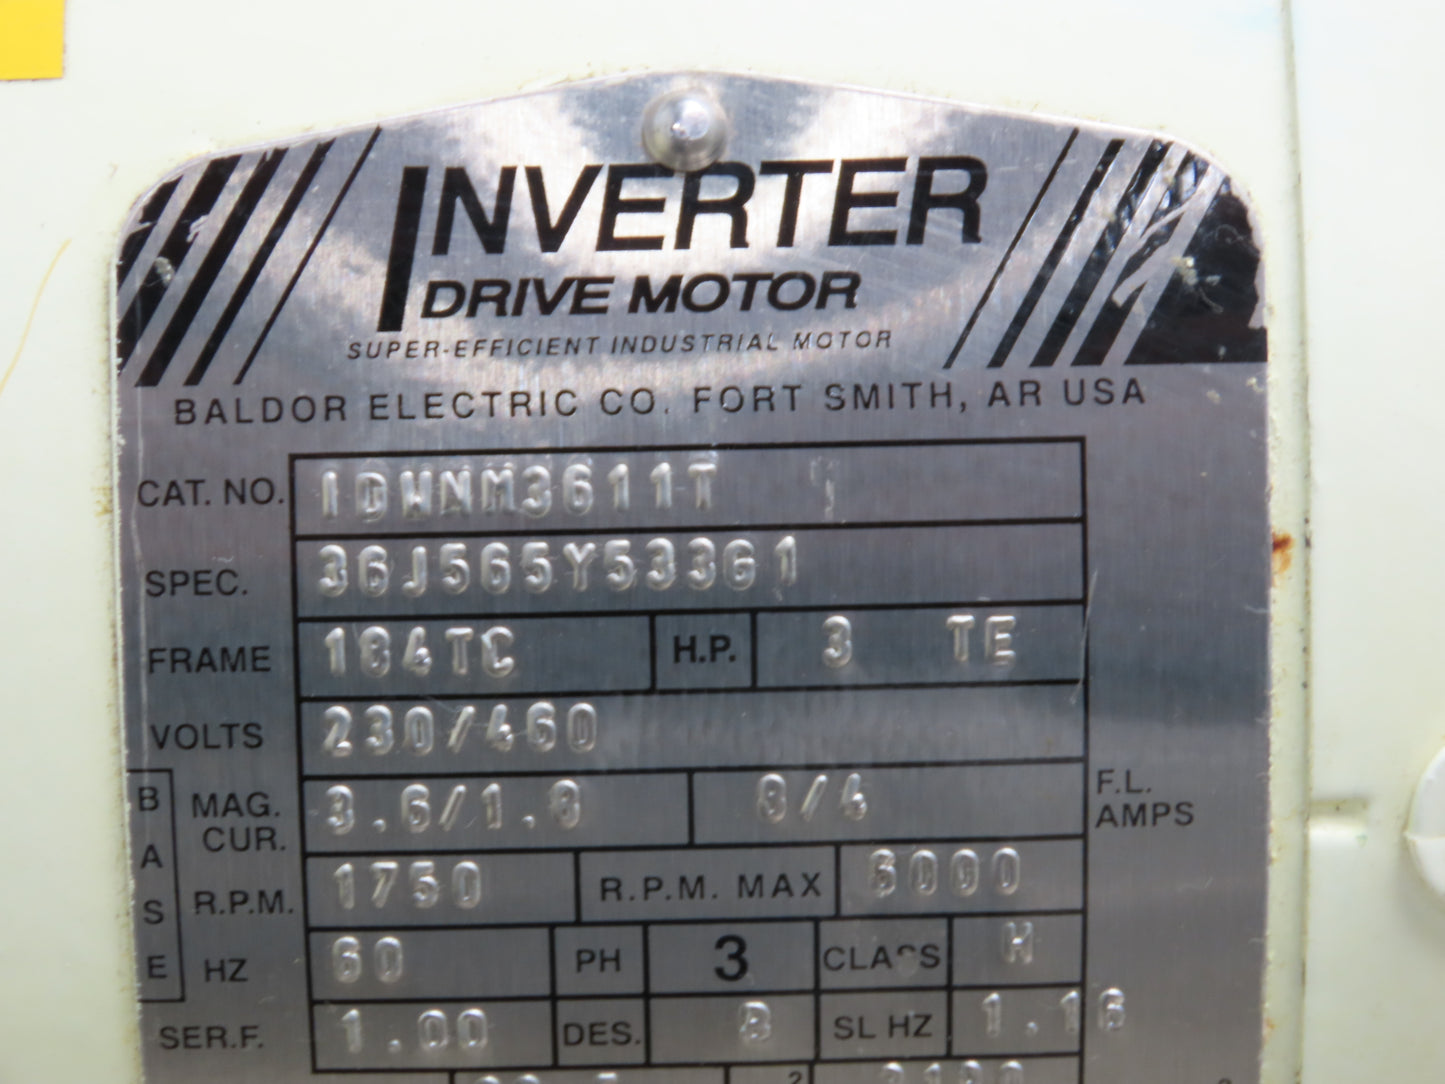 INVERTER
DRIVE MOTOR
SUPER-EFFICIENT INDUSTRIAL MOTOR
BALDOR ELECTRIC CO. FORT SMITH, AR USA
CAT. NO. IDWNM3611T
SPEC. 36J565Y533G1
FRAME 184TC H.P. 3 TE
VOLTS 230/460
BASE
MAG. CUR. 3.6/1.8 8/4 F.L. AMPS
R.P.M. 1750 R.P.M. MAX 6000
HZ 60 PH 3 CLASS H
SER.F. 1.00 DES. B SL HZ 1.16